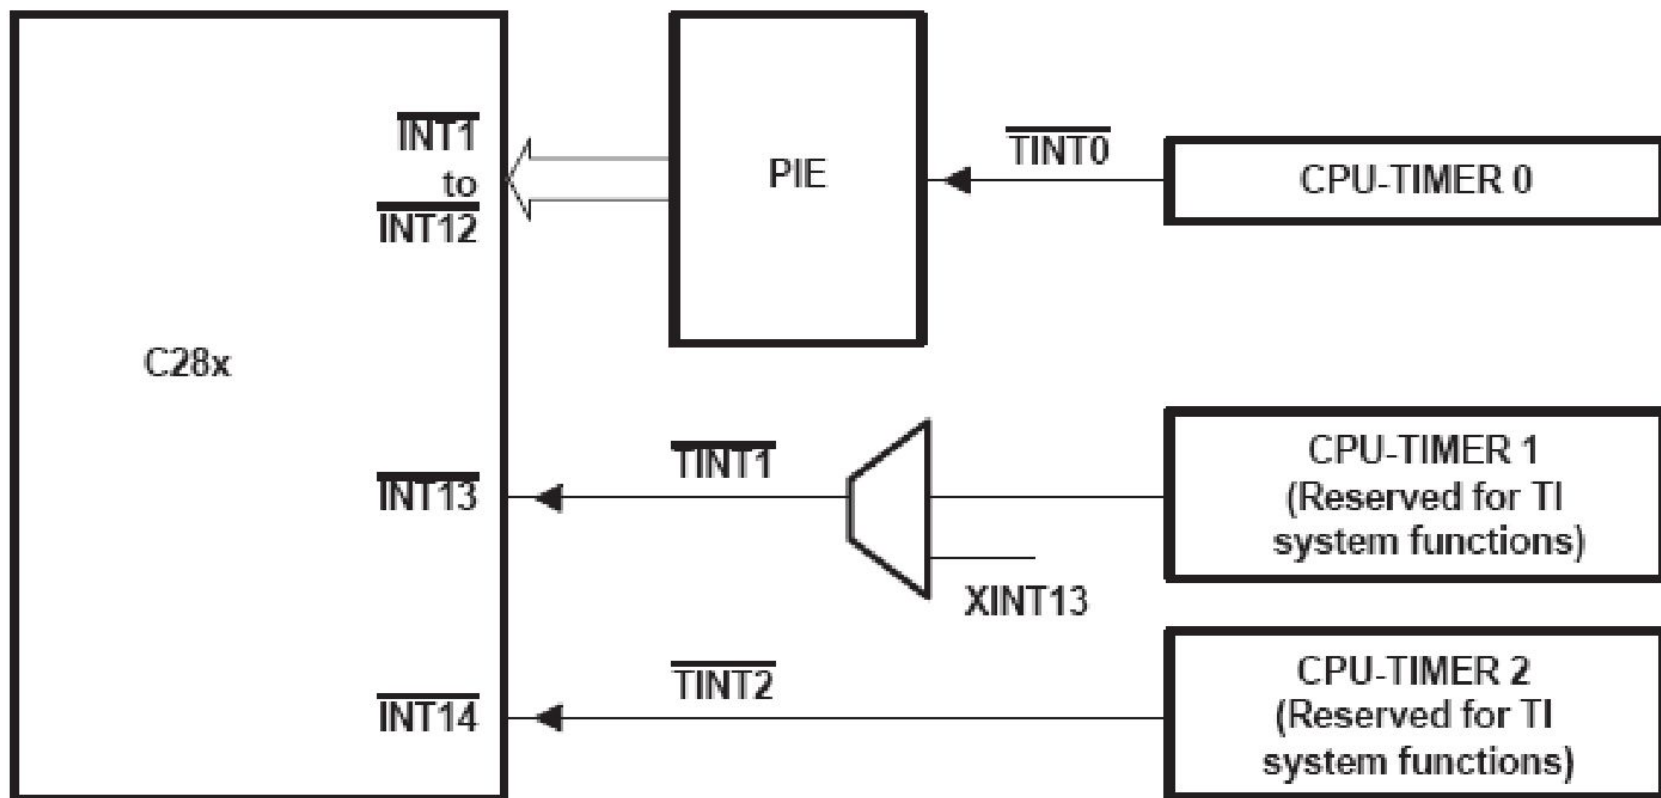 INT1
to
INT12
PIE
TINT0
CPU-TIMER 0
C28x
INT13
TINT1
XINT13
CPU-TIMER 1
(Reserved for TI
system functions)
INT14
TINT2
CPU-TIMER 2
(Reserved for TI
system functions)